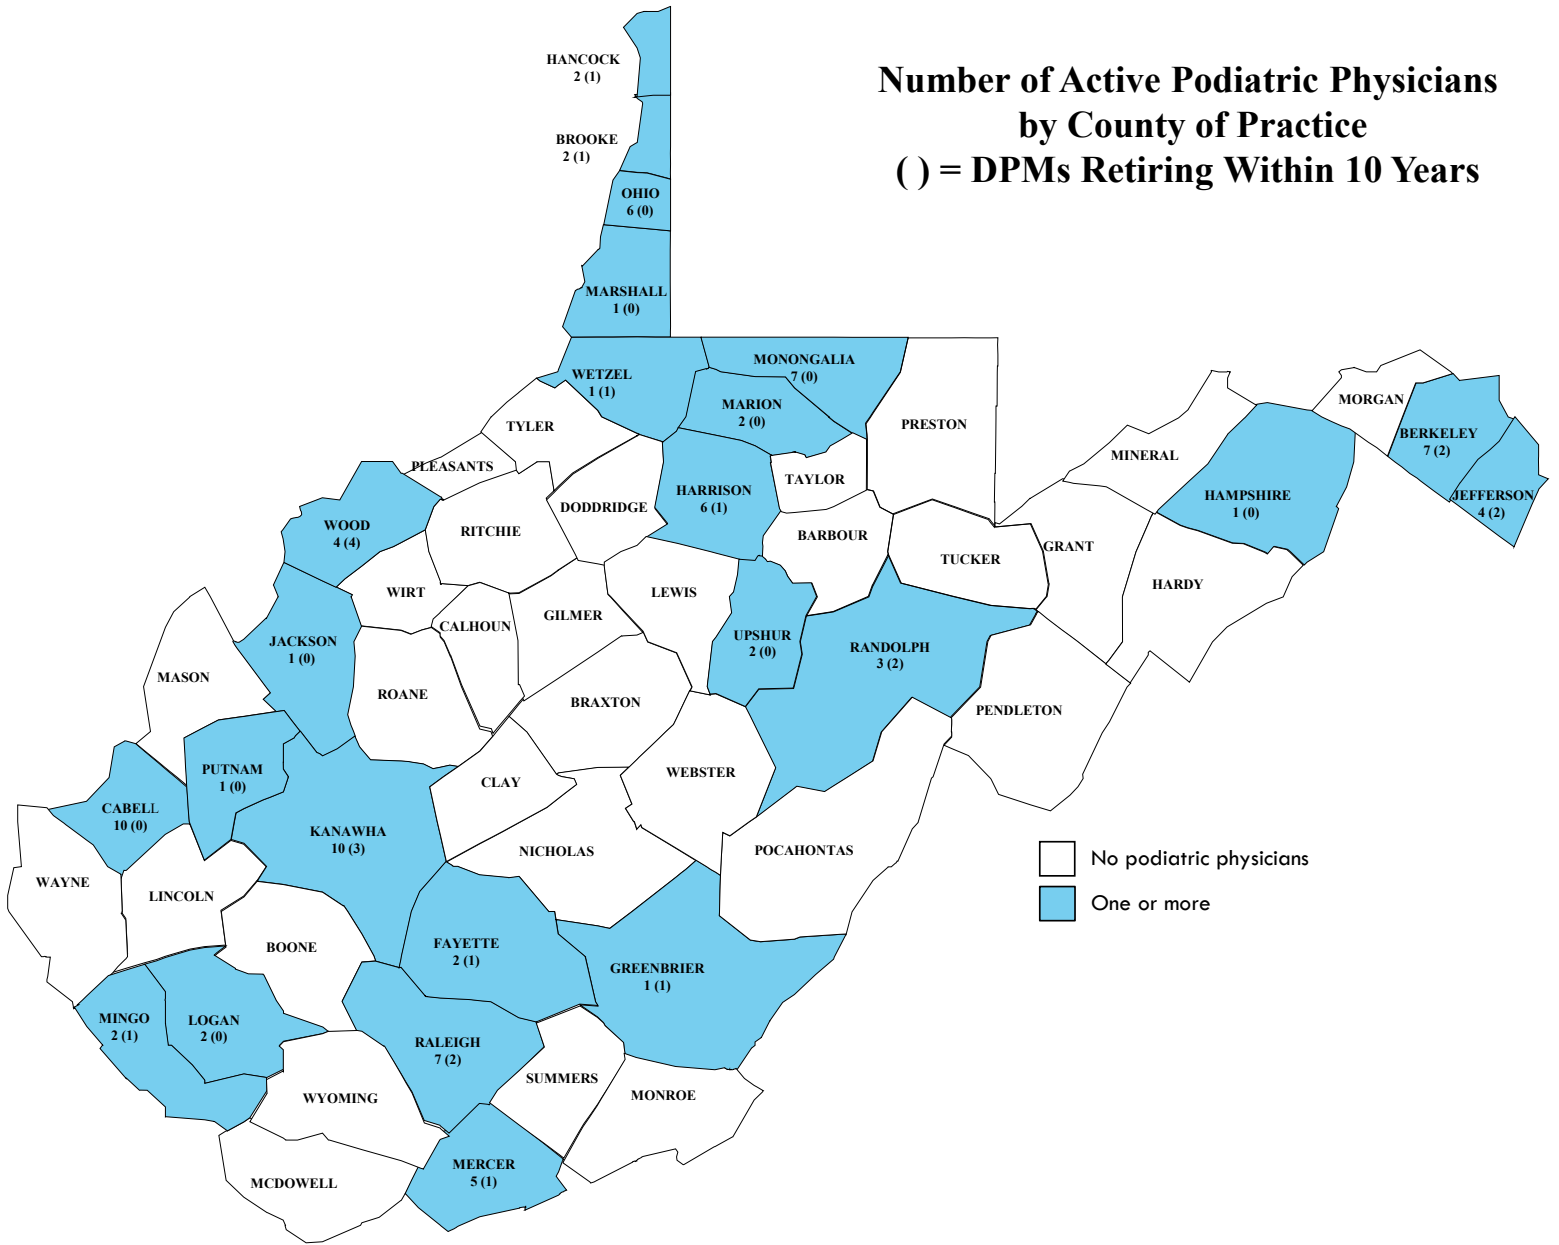 Number of Active Podiatric Physicians
by County of Practice
( ) = DPMs Retiring Within 10 Years
HANCOCK
2 (1)
BROOKE
2 (1)
OHIO
6 (0)
MARSHALL
1 (0)
WETZEL
1 (1)
MONONGALIA
7 (0)
MARION
2 (0)
PRESTON
TYLER
PLEASANTS
DODDRIDGE
HARRISON
6 (1)
TAYLOR
BARBOUR
TUCKER
GRANT
MINERAL
HAMPSHIRE
1 (0)
MORGAN
BERKELEY
7 (2)
JEFFERSON
4 (2)
HARDY
WOOD
4 (4)
RITCHIE
WIRT
CALHOUN
GILMER
LEWIS
UPSHUR
2 (0)
RANDOLPH
3 (2)
PENDLETON
JACKSON
1 (0)
MASON
ROANE
BRAXTON
PUTNAM
1 (0)
CABELL
10 (0)
KANAWHA
10 (3)
CLAY
WEBSTER
NICHOLAS
POCAHONTAS
WAYNE
LINCOLN
BOONE
FAYETTE
2 (1)
GREENBRIER
1 (1)
MINGO
2 (1)
LOGAN
2 (0)
RALEIGH
7 (2)
SUMMERS
MONROE
WYOMING
MCDOWELL
MERCER
5 (1)
No podiatric physicians
One or more